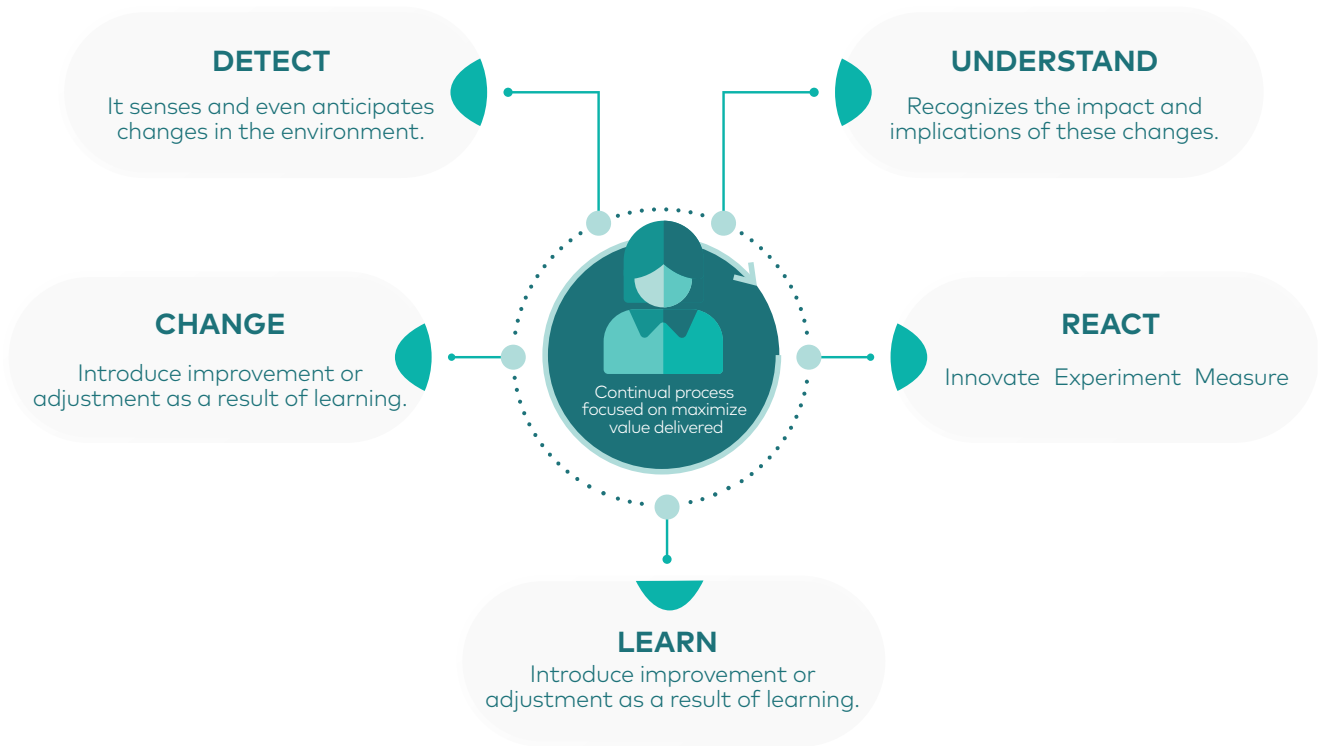 DETECT
It senses and even anticipates
changes in the environment.
UNDERSTAND
Recognizes the impact and
implications of these changes.
CHANGE
Introduce improvement or
adjustment as a result of learning.
Continual process
focused on maximize
value delivered
REACT
Innovate Experiment Measure
LEARN
Introduce improvement or
adjustment as a result of learning.